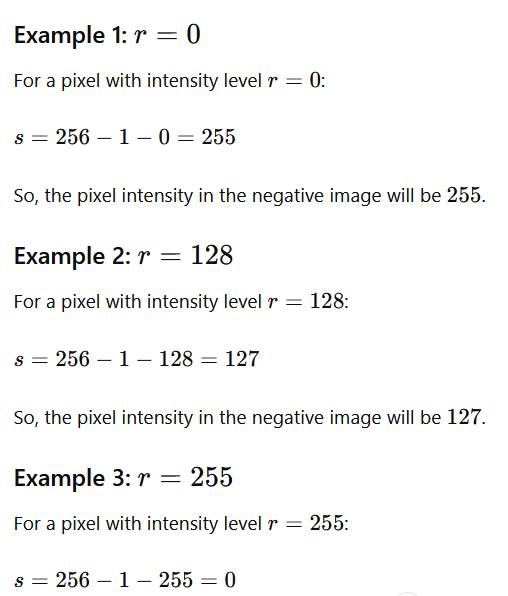 Example 1: r = 0
For a pixel with intensity level r = 0:
s = 256 − 1 − 0 = 255
So, the pixel intensity in the negative image will be 255.
Example 2: r = 128
For a pixel with intensity level r = 128:
s = 256 − 1 − 128 = 127
So, the pixel intensity in the negative image will be 127.
Example 3: r = 255
For a pixel with intensity level r = 255:
s = 256 − 1 − 255 = 0